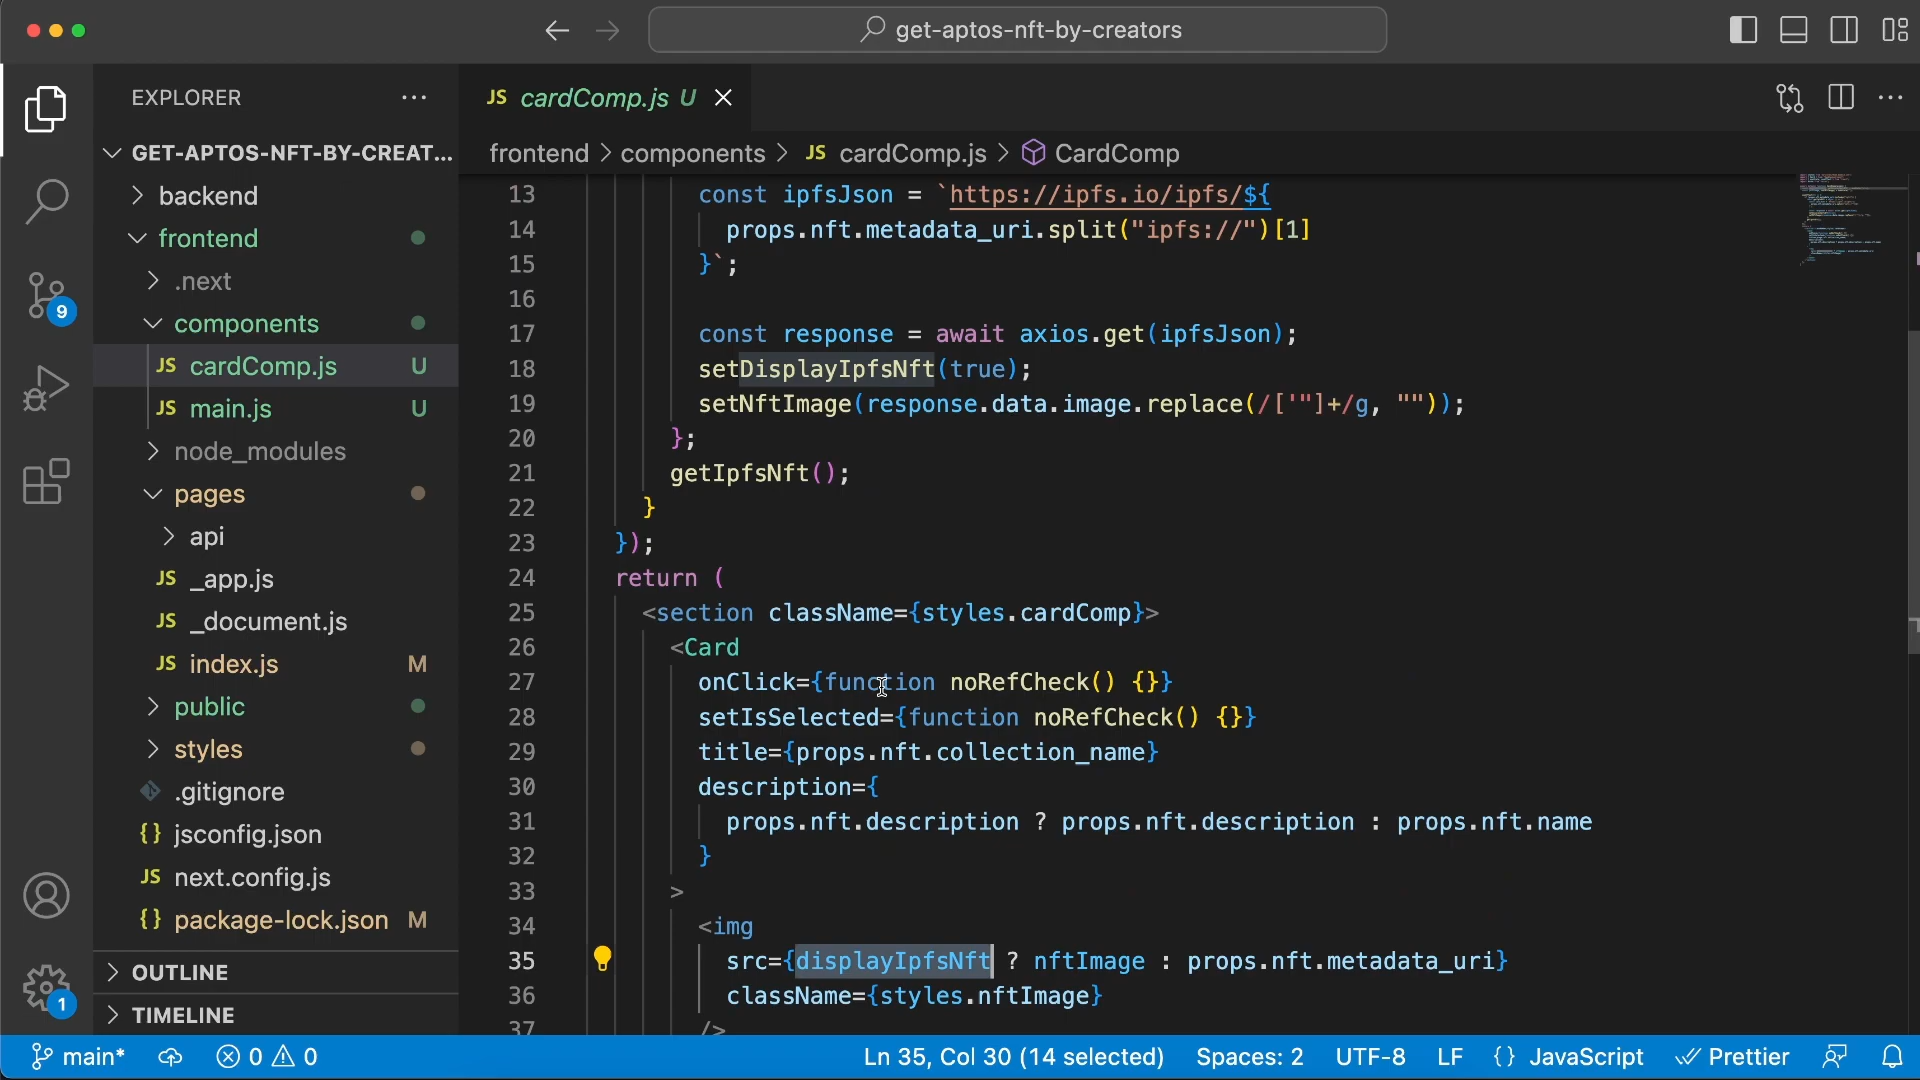 get-aptos-nft-by-creators
EXPLORER
JS cardComp.js U
frontend > components > JS cardComp.js > CardComp
GET-APTOS-NFT-BY-CREAT...
backend
frontend
.next
components
JS cardComp.js U
JS main.js U
node_modules
pages
api
JS _app.js
JS _document.js
JS index.js M
public
styles
.gitignore
{} jsconfig.json
JS next.config.js
{} package-lock.json M
OUTLINE
TIMELINE
9
1
13 const ipfsJson = `https://ipfs.io/ipfs/${
14 props.nft.metadata_uri.split("ipfs://")[1]
15 }`;
16
17 const response = await axios.get(ipfsJson);
18 setDisplayIpfsNft(true);
19 setNftImage(response.data.image.replace(/['"]+/g, ""));
20 };
21 getIpfsNft();
22 }
23 });
24 return (
25 <section className={styles.cardComp}>
26 <Card
27 onClick={function noRefCheck() {}}
28 setIsSelected={function noRefCheck() {}}
29 title={props.nft.collection_name}
30 description={
31 props.nft.description ? props.nft.description : props.nft.name
32 }
33 >
34 <img
35 src={displayIpfsNft ? nftImage : props.nft.metadata_uri}
36 className={styles.nftImage}
37 />
main* 0 0 Ln 35, Col 30 (14 selected) Spaces: 2 UTF-8 LF {} JavaScript Prettier